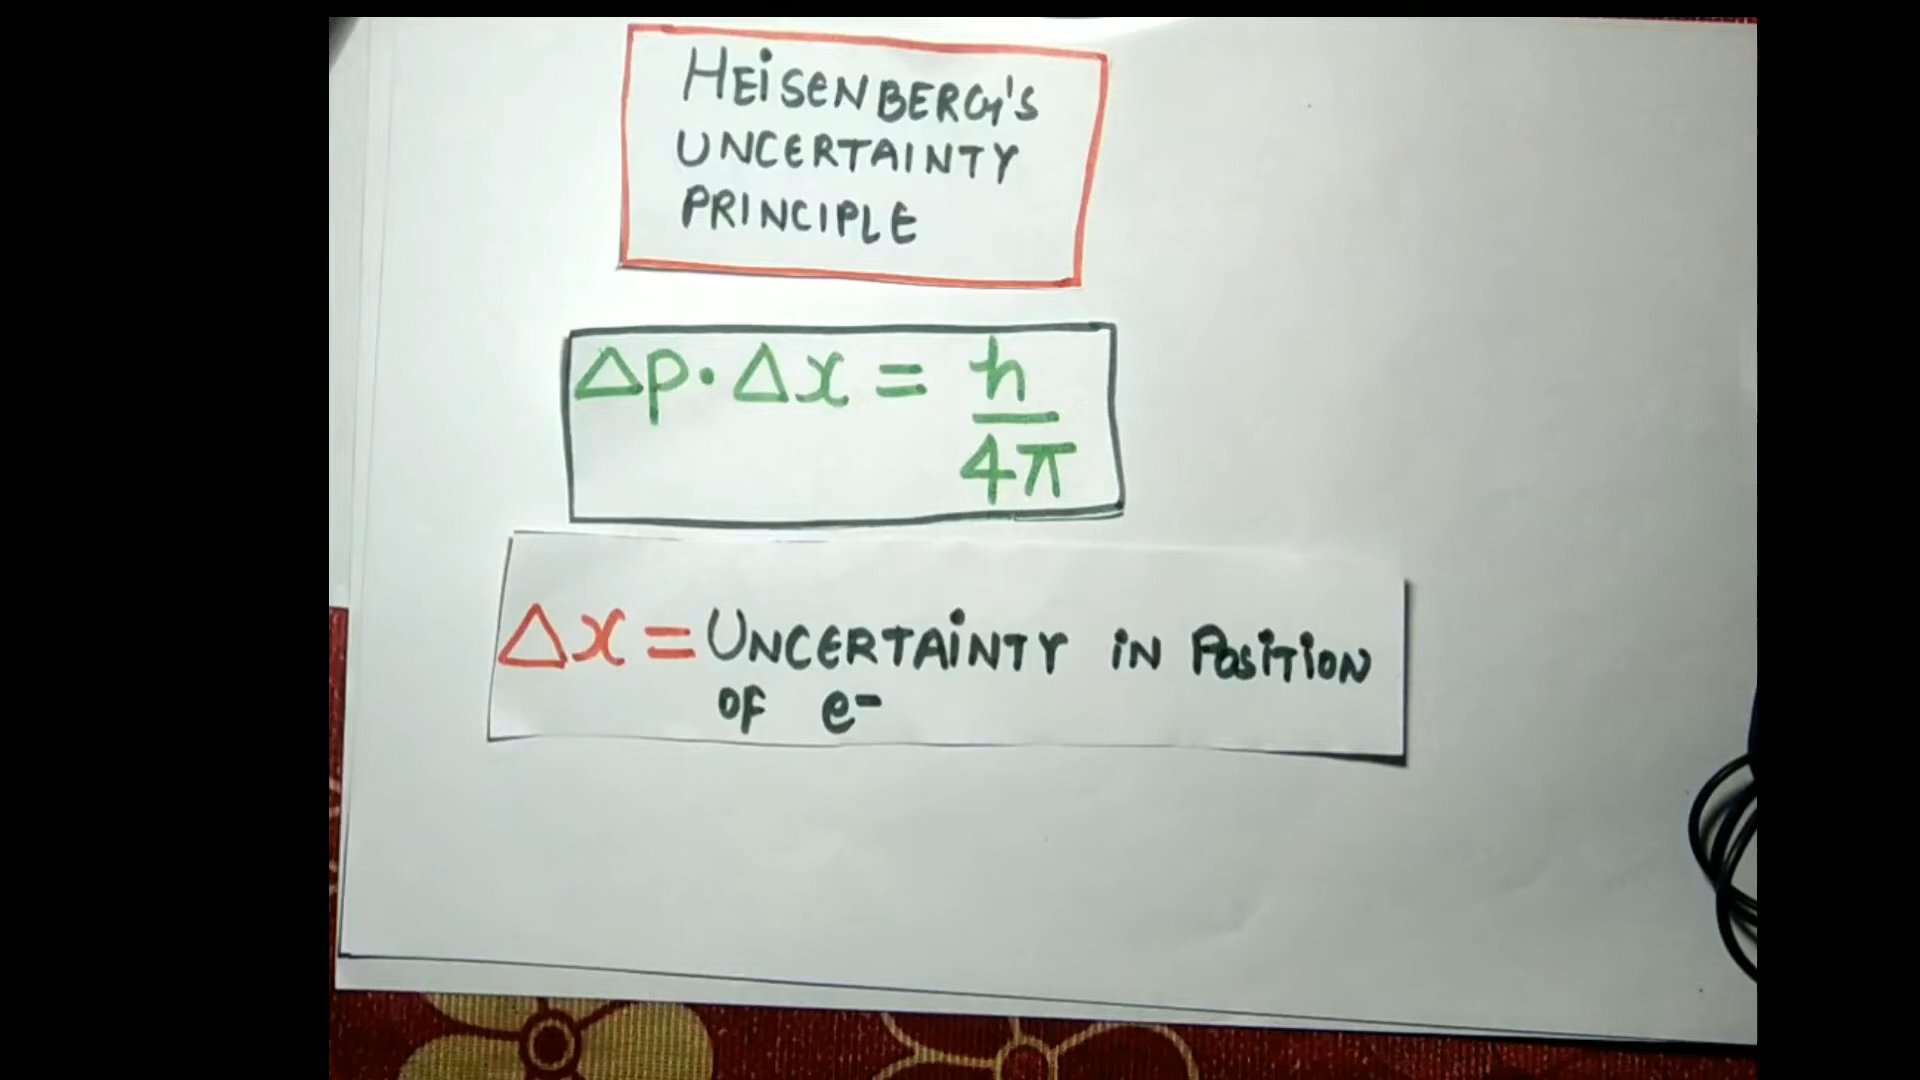 HEiSENBERG'S
UNCERTAINTY
PRINCIPLE
Δp·Δx = ħ
4π
Δx = UNCERTAiNTY iN POSiTiON
OF e-